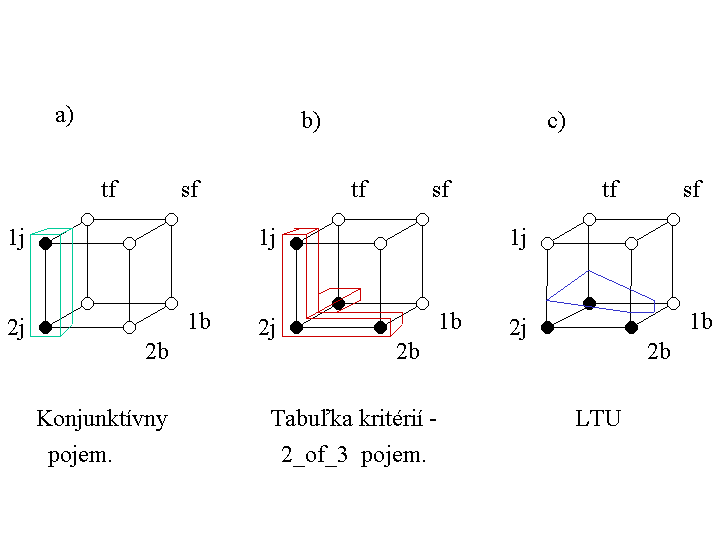 a)
b)
c)
tf sf
tf sf
tf sf
1j
1j
1j
2j
2j
2j
1b
1b
1b
2b
2b
2b
Konjunktívny
pojem.
Tabuľka kritérií -
2_of_3 pojem.
LTU